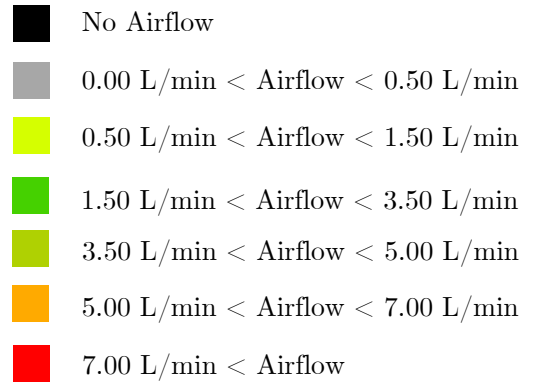 No Airflow
0.00 L/min < Airflow < 0.50 L/min
0.50 L/min < Airflow < 1.50 L/min
1.50 L/min < Airflow < 3.50 L/min
3.50 L/min < Airflow < 5.00 L/min
5.00 L/min < Airflow < 7.00 L/min
7.00 L/min < Airflow